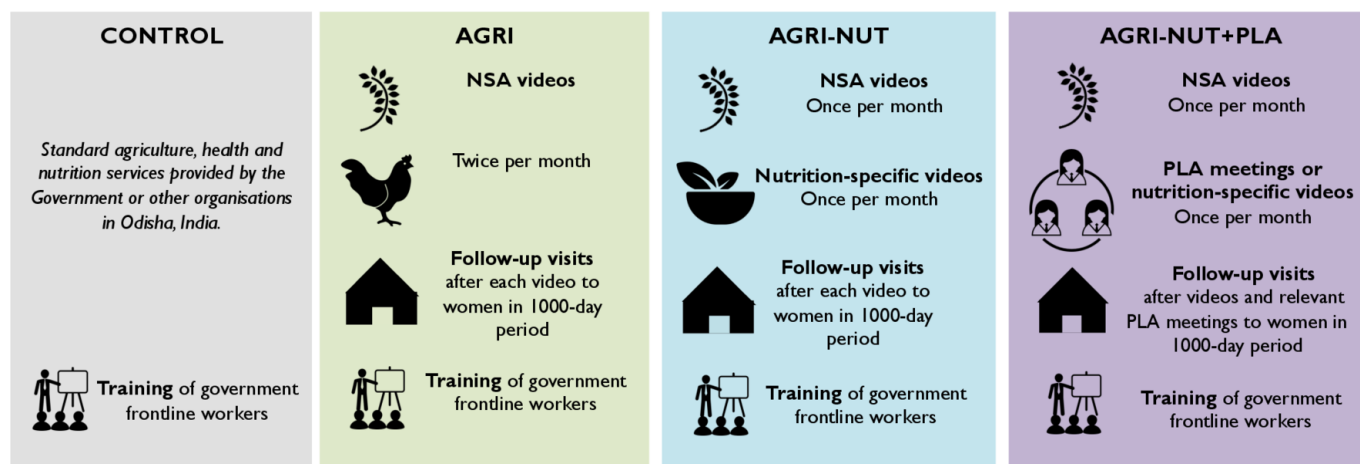 CONTROL
Standard agriculture, health and
nutrition services provided by the
Government or other organisations
in Odisha, India.
Training of government
frontline workers
AGRI
NSA videos
Twice per month
Follow-up visits
after each video to
women in 1000-day
period
Training of government
frontline workers
AGRI-NUT
NSA videos
Once per month
Nutrition-specific videos
Once per month
Follow-up visits
after each video to
women in 1000-day
period
Training of government
frontline workers
AGRI-NUT+PLA
NSA videos
Once per month
PLA meetings or
nutrition-specific videos
Once per month
Follow-up visits
after videos and relevant
PLA meetings to women in
1000-day period
Training of government
frontline workers